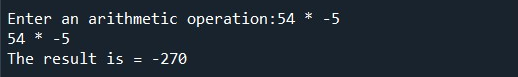 Enter an arithmetic operation:54 * -5
54 * -5
The result is = -270